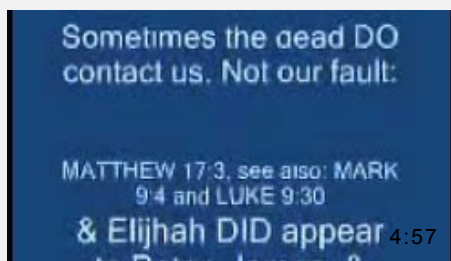 Sometimes the dead DO
contact us. Not our fault:
MATTHEW 17:3, see also: MARK
9:4 and LUKE 9:30
& Elijhah DID appear
4:57